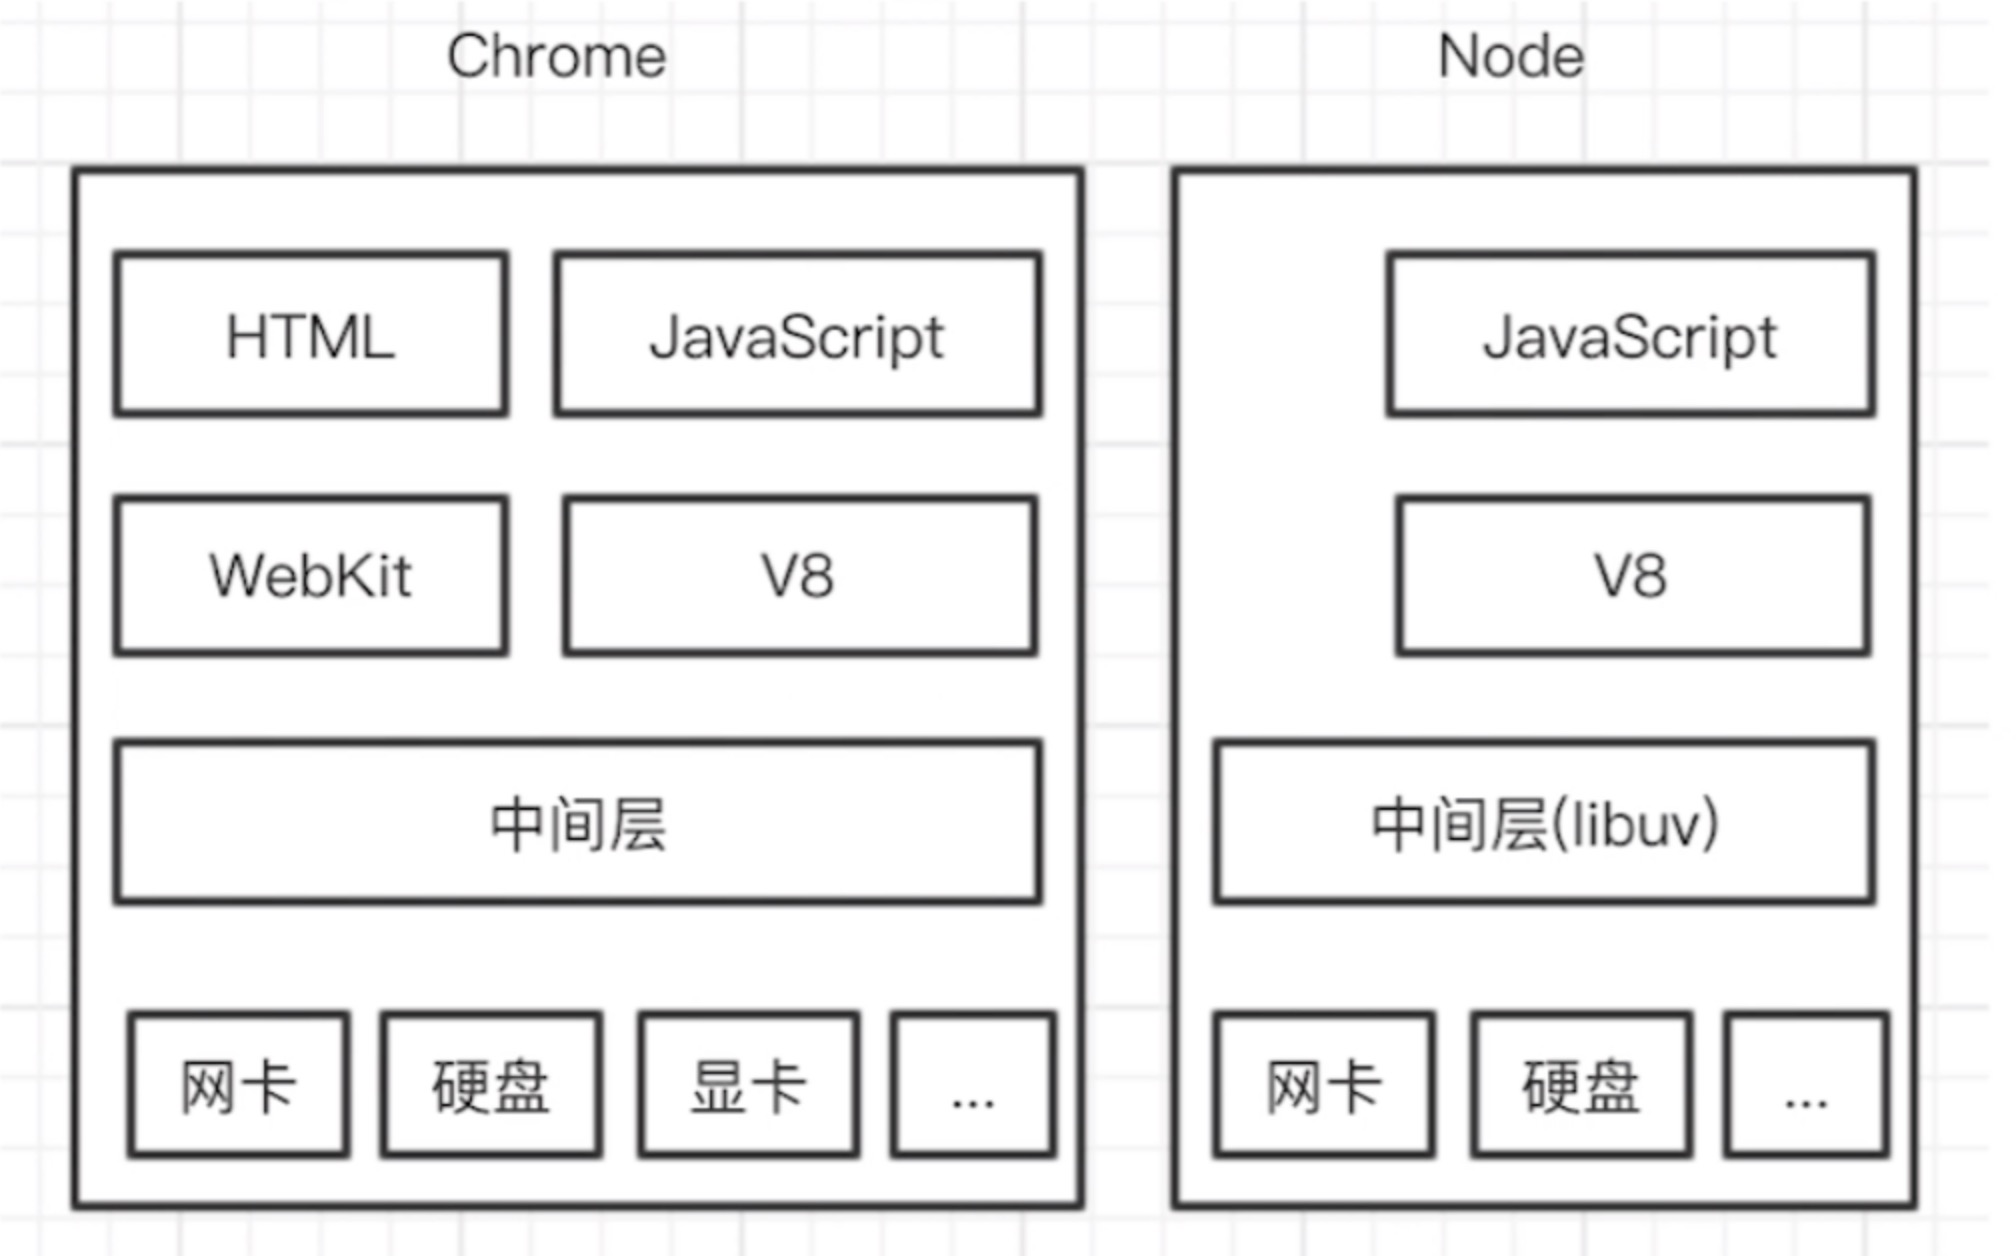 Chrome
HTML
JavaScript
WebKit
V8
中间层
网卡
硬盘
显卡
...
Node
JavaScript
V8
中间层(libuv)
网卡
硬盘
...